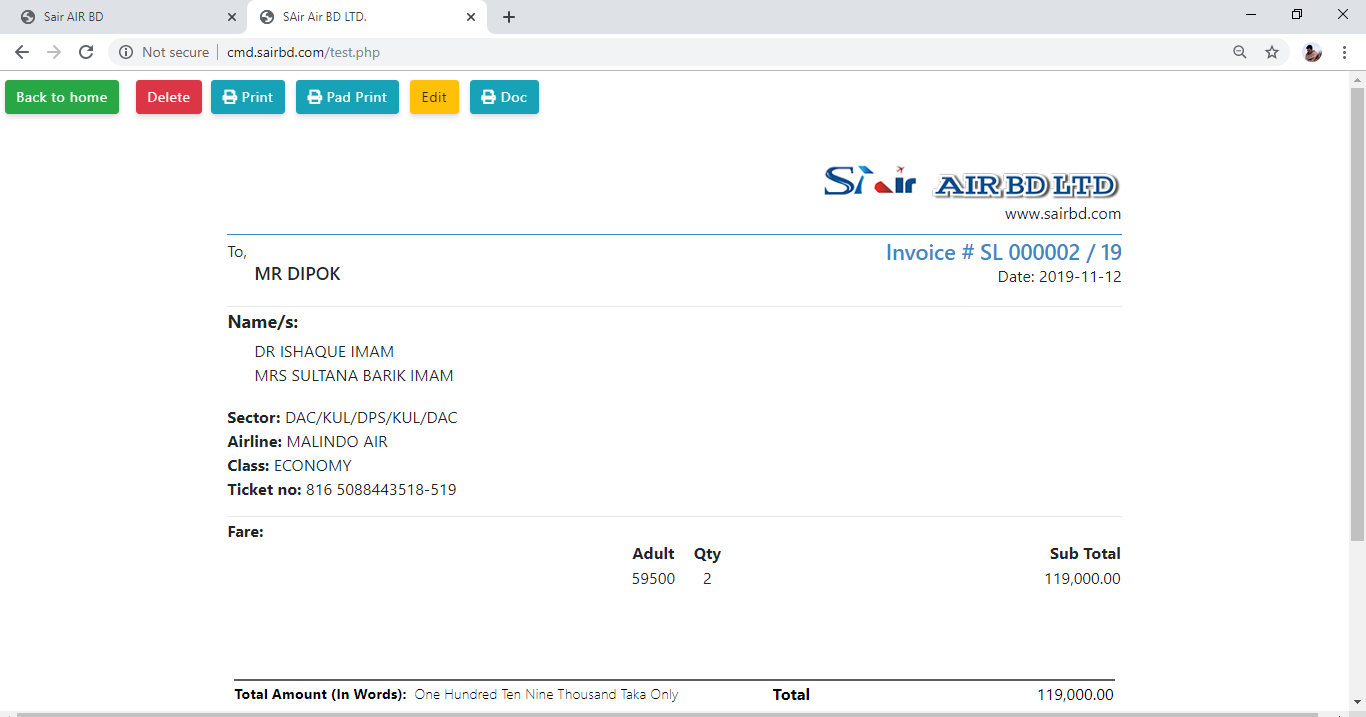 Sair AIR BD
SAir Air BD LTD.
Not secure | cmd.sairbd.com/test.php
Back to home Delete Print Pad Print Edit Doc
SAir AIR BD LTD
www.sairbd.com
To,
Invoice # SL 000002 / 19
MR DIPOK
Date: 2019-11-12
Name/s:
DR ISHAQUE IMAM
MRS SULTANA BARIK IMAM
Sector: DAC/KUL/DPS/KUL/DAC
Airline: MALINDO AIR
Class: ECONOMY
Ticket no: 816 5088443518-519
Fare:
Adult Qty Sub Total
59500 2 119,000.00
Total Amount (In Words): One Hundred Ten Nine Thousand Taka Only Total 119,000.00